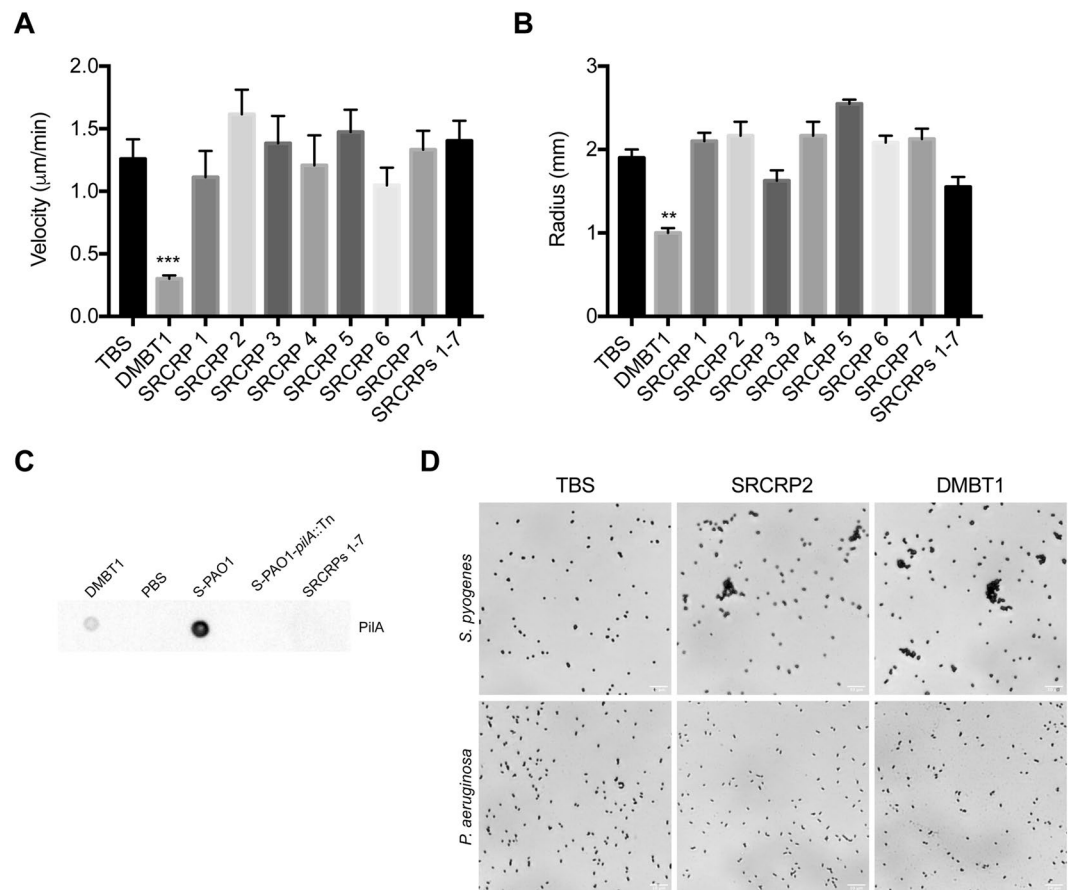 A
Velocity (μm/min)
2.0
1.5
1.0
0.5
0.0
***
TBS
DMBT1
SRCRP 1
SRCRP 2
SRCRP 3
SRCRP 4
SRCRP 5
SRCRP 6
SRCRP 7
SRCRPs 1-7
B
Radius (mm)
3
2
1
0
**
TBS
DMBT1
SRCRP 1
SRCRP 2
SRCRP 3
SRCRP 4
SRCRP 5
SRCRP 6
SRCRP 7
SRCRPs 1-7
C
DMBT1
PBS
S-PAO1
S-PAO1-pilA::Tn
SRCRPs 1-7
PilA
D
TBS
SRCRP2
DMBT1
S. pyogenes
P. aeruginosa